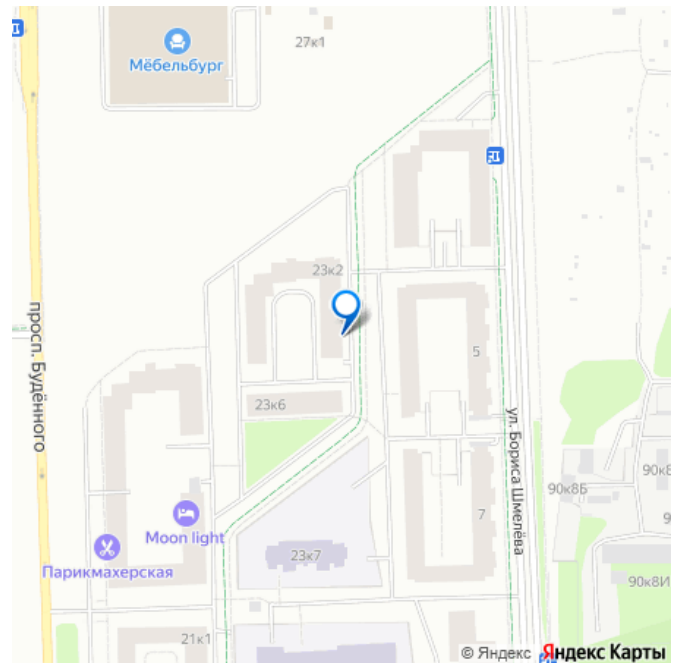 27к1
Мёбельбург
23к2
просп. Будённого
5
23к6
ул. Бориса Шмелёва
90к8Б
7
Moon light
23к7
Парикмахерская
90к8И
21к1
© Яндекс Яндекс Карты